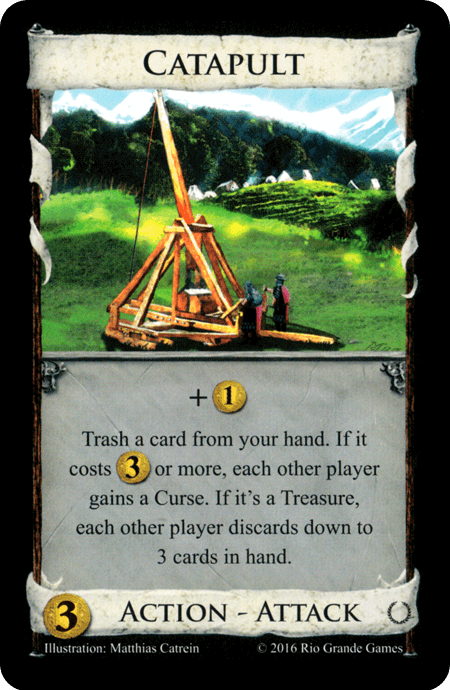 CATAPULT
+ 1
Trash a card from your hand. If it
costs 3 or more, each other player
gains a Curse. If it's a Treasure,
each other player discards down to
3 cards in hand.
3 ACTION - ATTACK
Illustration: Matthias Catrein © 2016 Rio Grande Games